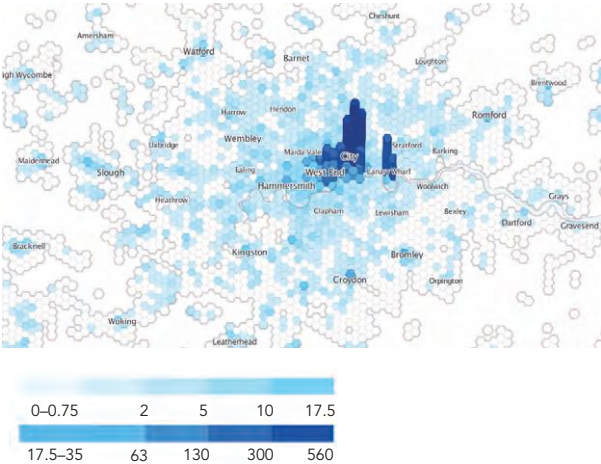 Cheshunt
Amersham
Watford
Barnet
Loughton
gh Wycombe
Brentwood
Harrow
Hendon
Romford
Wembley
Uxbridge
Maida Vale
City
Stratford
Barking
Maidenhead
Slough
Ealing
West End
Canary Wharf
Hammersmith
Woolwich
Heathrow
Grays
Clapham
Lewisham
Bexley
Dartford
Gravesend
Bracknell
Kingston
Bromley
Croydon
Orpington
Woking
Leatherhead
0–0.75 2 5 10 17.5
17.5–35 63 130 300 560